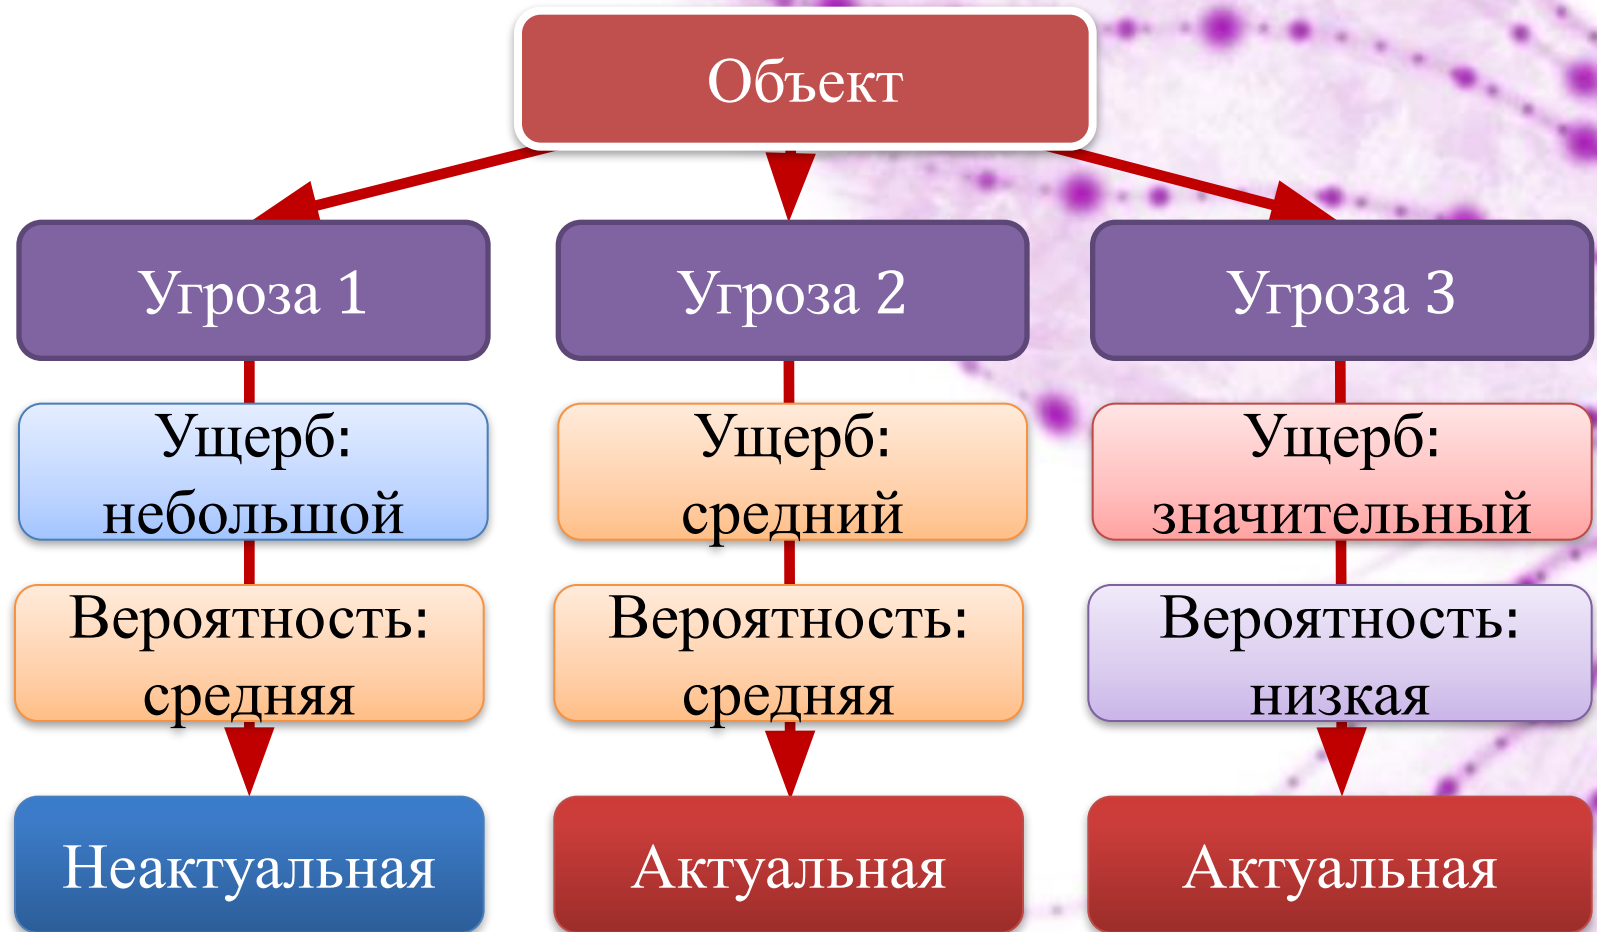 Объект
Угроза 1
Угроза 2
Угроза 3
Ущерб:
небольшой
Ущерб:
средний
Ущерб:
значительный
Вероятность:
средняя
Вероятность:
средняя
Вероятность:
низкая
Неактуальная
Актуальная
Актуальная